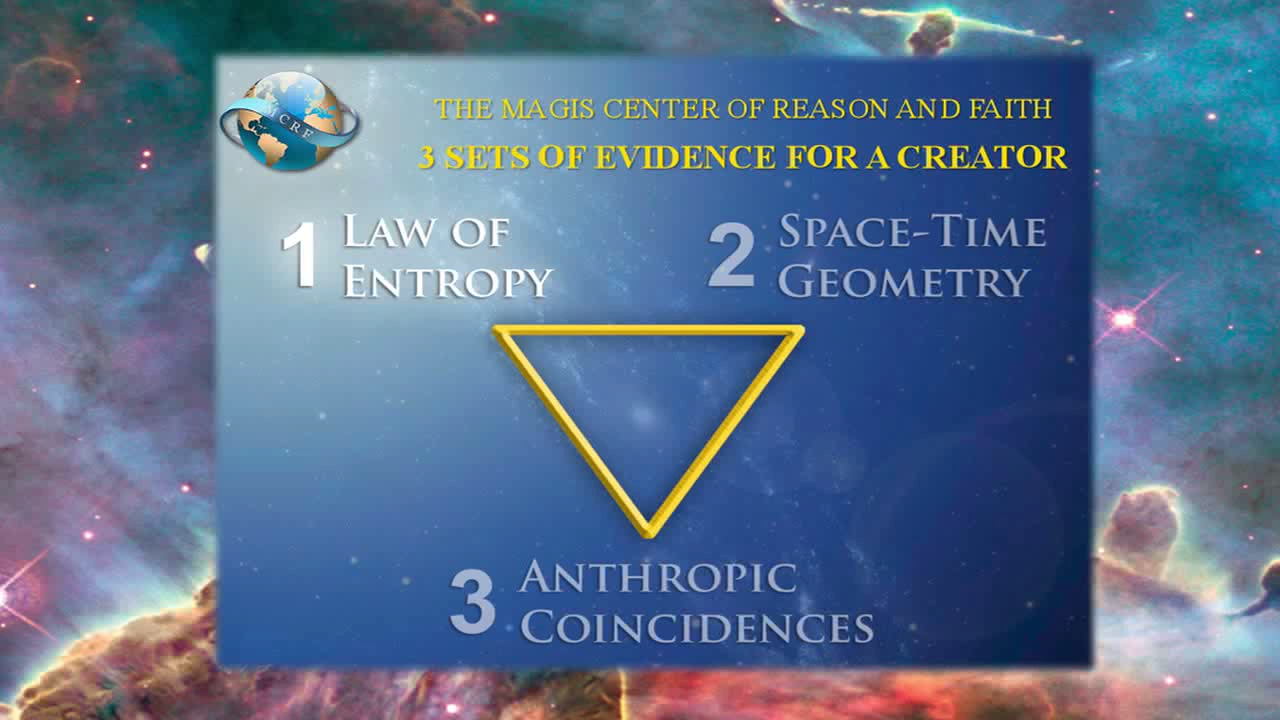 MCRF
THE MAGIS CENTER OF REASON AND FAITH
3 SETS OF EVIDENCE FOR A CREATOR
1 LAW OF
ENTROPY
2 SPACE-TIME
GEOMETRY
3 ANTHROPIC
COINCIDENCES